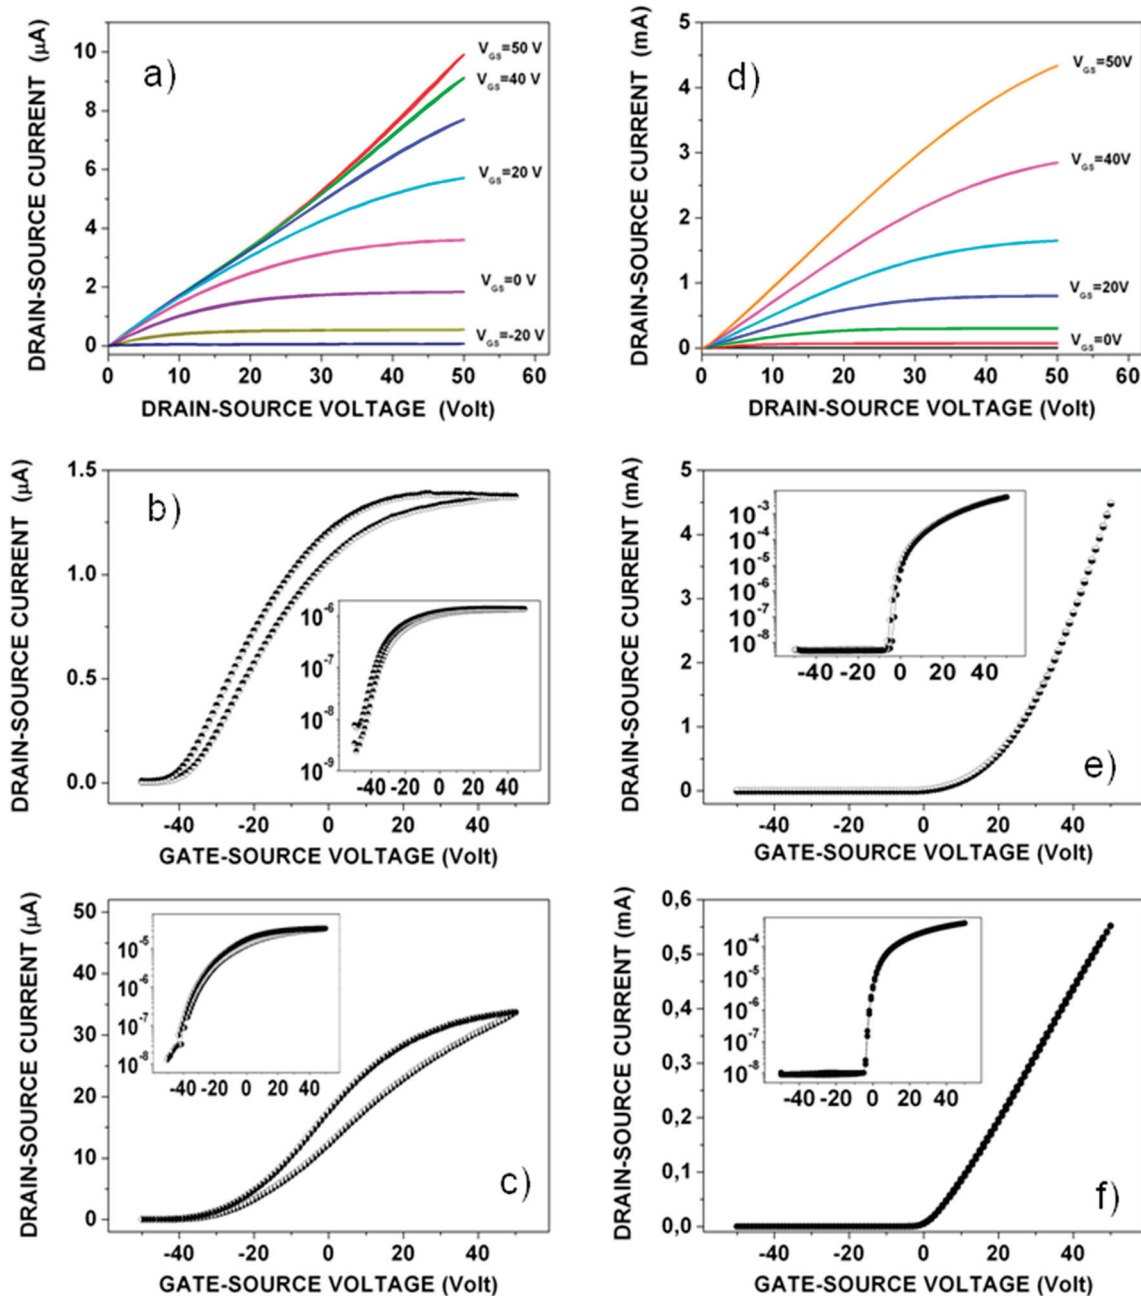 a)
DRAIN-SOURCE CURRENT (μA)
10
8
6
4
2
0
V_GS=50 V
V_GS=40 V
V_GS=20 V
V_GS=0 V
V_GS=-20 V
0 10 20 30 40 50 60
DRAIN-SOURCE VOLTAGE (Volt)
d)
DRAIN-SOURCE CURRENT (mA)
5
4
3
2
1
0
V_GS=50V
V_GS=40V
V_GS=20V
V_GS=0V
0 10 20 30 40 50 60
DRAIN-SOURCE VOLTAGE (Volt)
b)
DRAIN-SOURCE CURRENT (μA)
1.5
1.0
0.5
0.0
10^-6
10^-7
10^-8
10^-9
-40 -20 0 20 40
-40 -20 0 20 40
GATE-SOURCE VOLTAGE (Volt)
e)
DRAIN-SOURCE CURRENT (mA)
5
4
3
2
1
0
10^-3
10^-4
10^-5
10^-6
10^-7
10^-8
-40 -20 0 20 40
-40 -20 0 20 40
GATE-SOURCE VOLTAGE (Volt)
c)
DRAIN-SOURCE CURRENT (μA)
50
40
30
20
10
0
10^-5
10^-6
10^-7
10^-8
-40 -20 0 20 40
-40 -20 0 20 40
GATE-SOURCE VOLTAGE (Volt)
f)
DRAIN-SOURCE CURRENT (mA)
0,6
0,5
0,4
0,3
0,2
0,1
0,0
10^-4
10^-5
10^-6
10^-7
10^-8
-40 -20 0 20 40
-40 -20 0 20 40
GATE-SOURCE VOLTAGE (Volt)